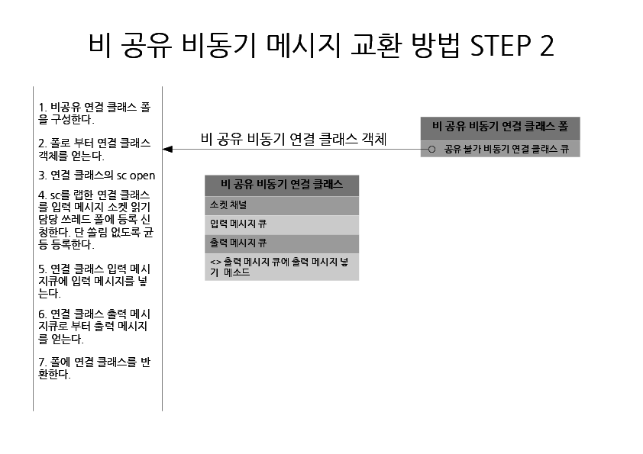 비 공유 비동기 메시지 교환 방법 STEP 2
1. 비공유 연결 클래스 폴
을 구성한다.
2. 폴로 부터 연결 클래스
객체를 얻는다.
3. 연결 클래스의 sc open
4. sc를 랩한 연결 클래스
를 입력 메시지 소켓 읽기
담당 쓰레드 폴에 등록 신
청한다. 단 쏠림 없도록 균
등 등록한다.
5. 연결 클래스 입력 메시
지큐에 입력 메시지를 넣
는다.
6. 연결 클래스 출력 메시
지큐로 부터 출력 메시지
를 얻는다.
7. 폴에 연결 클래스를 반
환한다.
비 공유 비동기 연결 클래스 객체
비 공유 비동기 연결 클래스 폴
공유 불가 비동기 연결 클래스 큐
비 공유 비동기 연결 클래스
소켓 채널
입력 메시지 큐
출력 메시지 큐
<> 출력 메시지 큐에 출력 메시지 넣
기 메소드